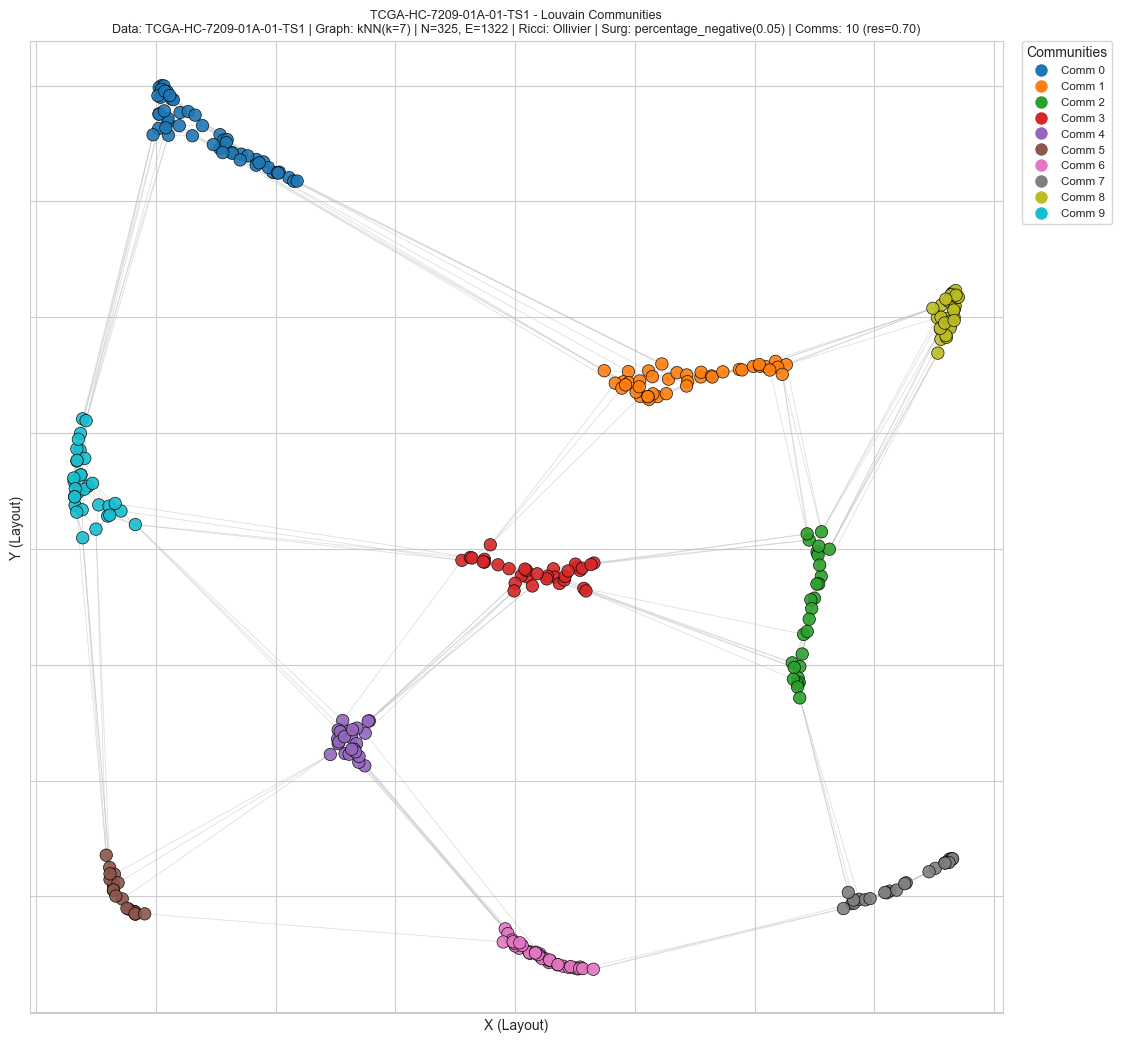 TCGA-HC-7209-01A-01-TS1 - Louvain Communities
Data: TCGA-HC-7209-01A-01-TS1 | Graph: kNN(k=7) | N=325, E=1322 | Ricci: Ollivier | Surg: percentage_negative(0.05) | Comms: 10 (res=0.70)
Communities
Comm 0
Comm 1
Comm 2
Comm 3
Comm 4
Comm 5
Comm 6
Comm 7
Comm 8
Comm 9
Y (Layout)
X (Layout)